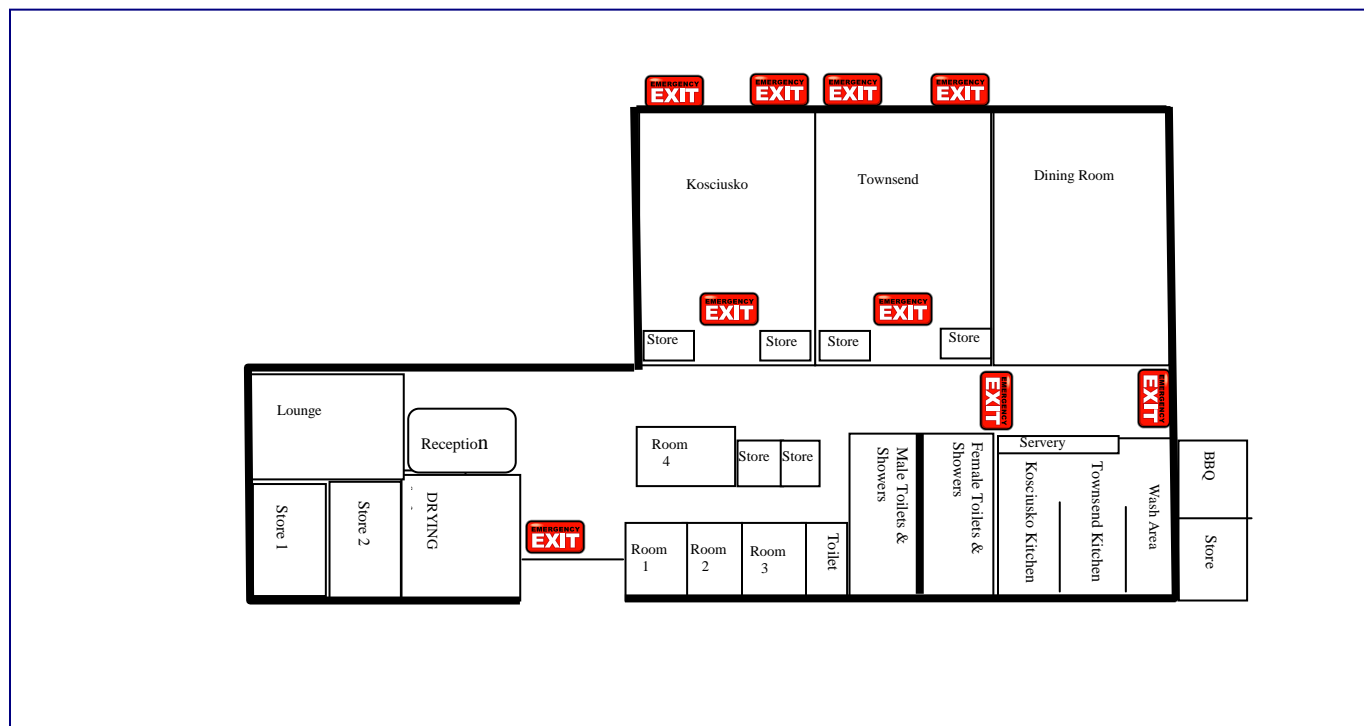 EMERGENCY
EXIT
EMERGENCY
EXIT
EMERGENCY
EXIT
EMERGENCY
EXIT
Kosciusko
Townsend
Dining Room
EMERGENCY
EXIT
EMERGENCY
EXIT
Store
Store
Store
Store
EMERGENCY
EXIT
EMERGENCY
EXIT
Lounge
Reception
Room
4
Store
Store
Male Toilets &
Showers
Female Toilets &
Showers
Servery
Kosciusko Kitchen
Townsend Kitchen
Wash Area
BBQ
Store
Store 1
Store 2
DRYING
EMERGENCY
EXIT
Room
1
Room
2
Room
3
Toilet